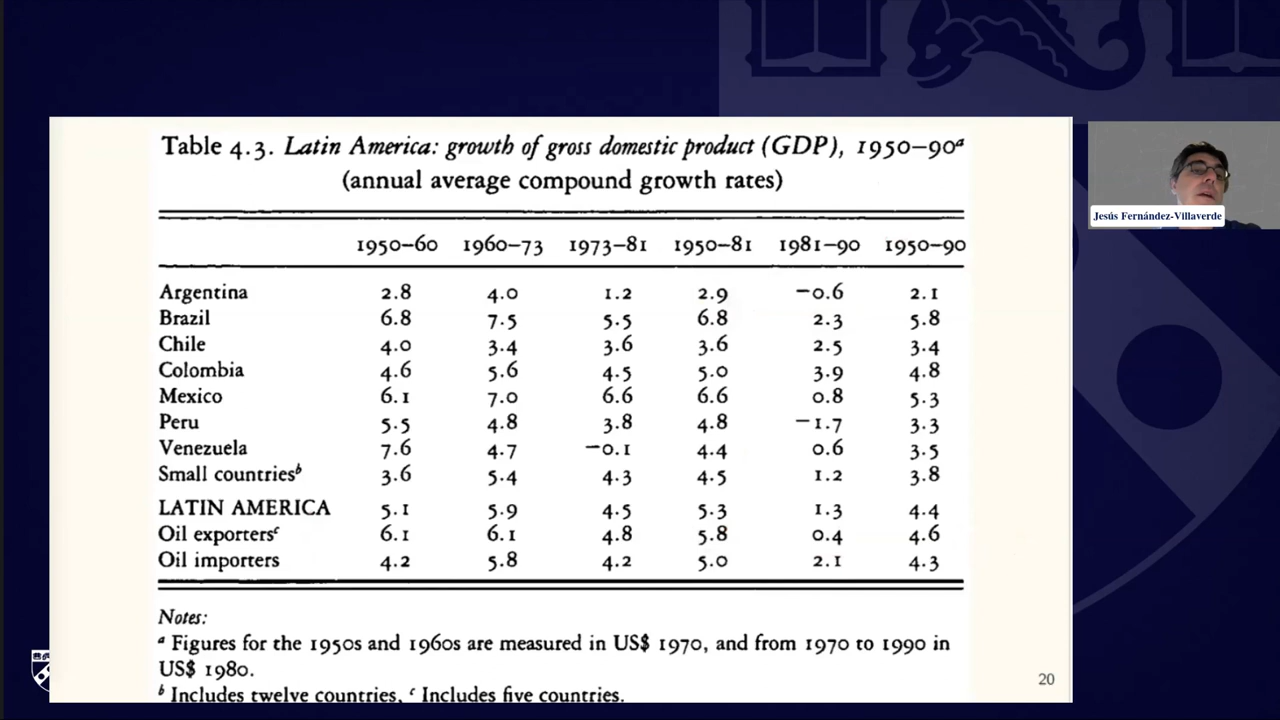 Table 4.3. Latin America: growth of gross domestic product (GDP), 1950–90a
(annual average compound growth rates)
1950–60 1960–73 1973–81 1950–81 1981–90 1950–90
Argentina 2.8 4.0 1.2 2.9 −0.6 2.1
Brazil 6.8 7.5 5.5 6.8 2.3 5.8
Chile 4.0 3.4 3.6 3.6 2.5 3.4
Colombia 4.6 5.6 4.5 5.0 3.9 4.8
Mexico 6.1 7.0 6.6 6.6 0.8 5.3
Peru 5.5 4.8 3.8 4.8 −1.7 3.3
Venezuela 7.6 4.7 −0.1 4.4 0.6 3.5
Small countriesb 3.6 5.4 4.3 4.5 1.2 3.8
LATIN AMERICA 5.1 5.9 4.5 5.3 1.3 4.4
Oil exportersc 6.1 6.1 4.8 5.8 0.4 4.6
Oil importers 4.2 5.8 4.2 5.0 2.1 4.3
Notes:
a Figures for the 1950s and 1960s are measured in US$ 1970, and from 1970 to 1990 in
US$ 1980.
b Includes twelve countries, c Includes five countries.
20
Jesús Fernández-Villaverde